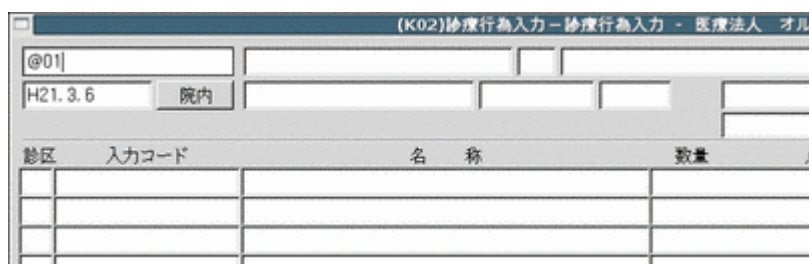 (K02)診療行為入力－診療行為入力 - 医療法人 オル
@01
H21. 3. 6 院内
診区 入力コード 名 称 数量